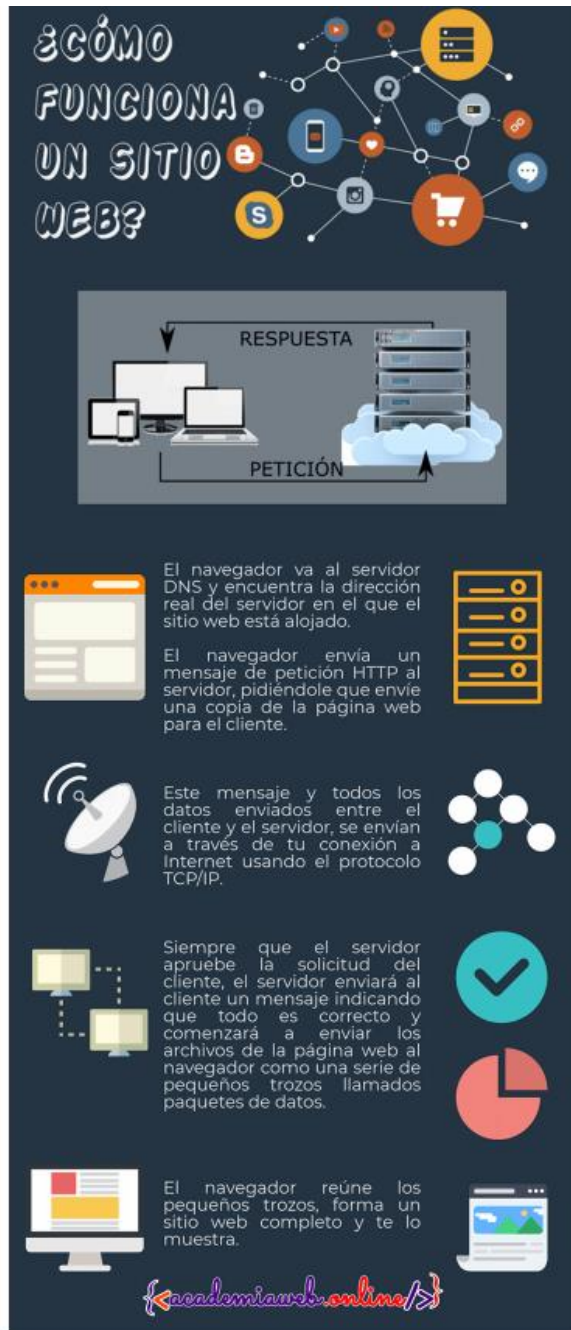 ¿CÓMO
FUNCIONA
UN SITIO
WEB?
RESPUESTA
PETICIÓN
El navegador va al servidor
DNS y encuentra la dirección
real del servidor en el que el
sitio web está alojado.
El navegador envía un
mensaje de petición HTTP al
servidor, pidiéndole que envíe
una copia de la página web
para el cliente.
Este mensaje y todos los
datos enviados entre el
cliente y el servidor, se envían
a través de tu conexión a
Internet usando el protocolo
TCP/IP.
Siempre que el servidor
apruebe la solicitud del
cliente, el servidor enviará al
cliente un mensaje indicando
que todo es correcto y
comenzará a enviar los
archivos de la página web al
navegador como una serie de
pequeños trozos llamados
paquetes de datos.
El navegador reúne los
pequeños trozos, forma un
sitio web completo y te lo
muestra.
{<academiaweb.online/>}